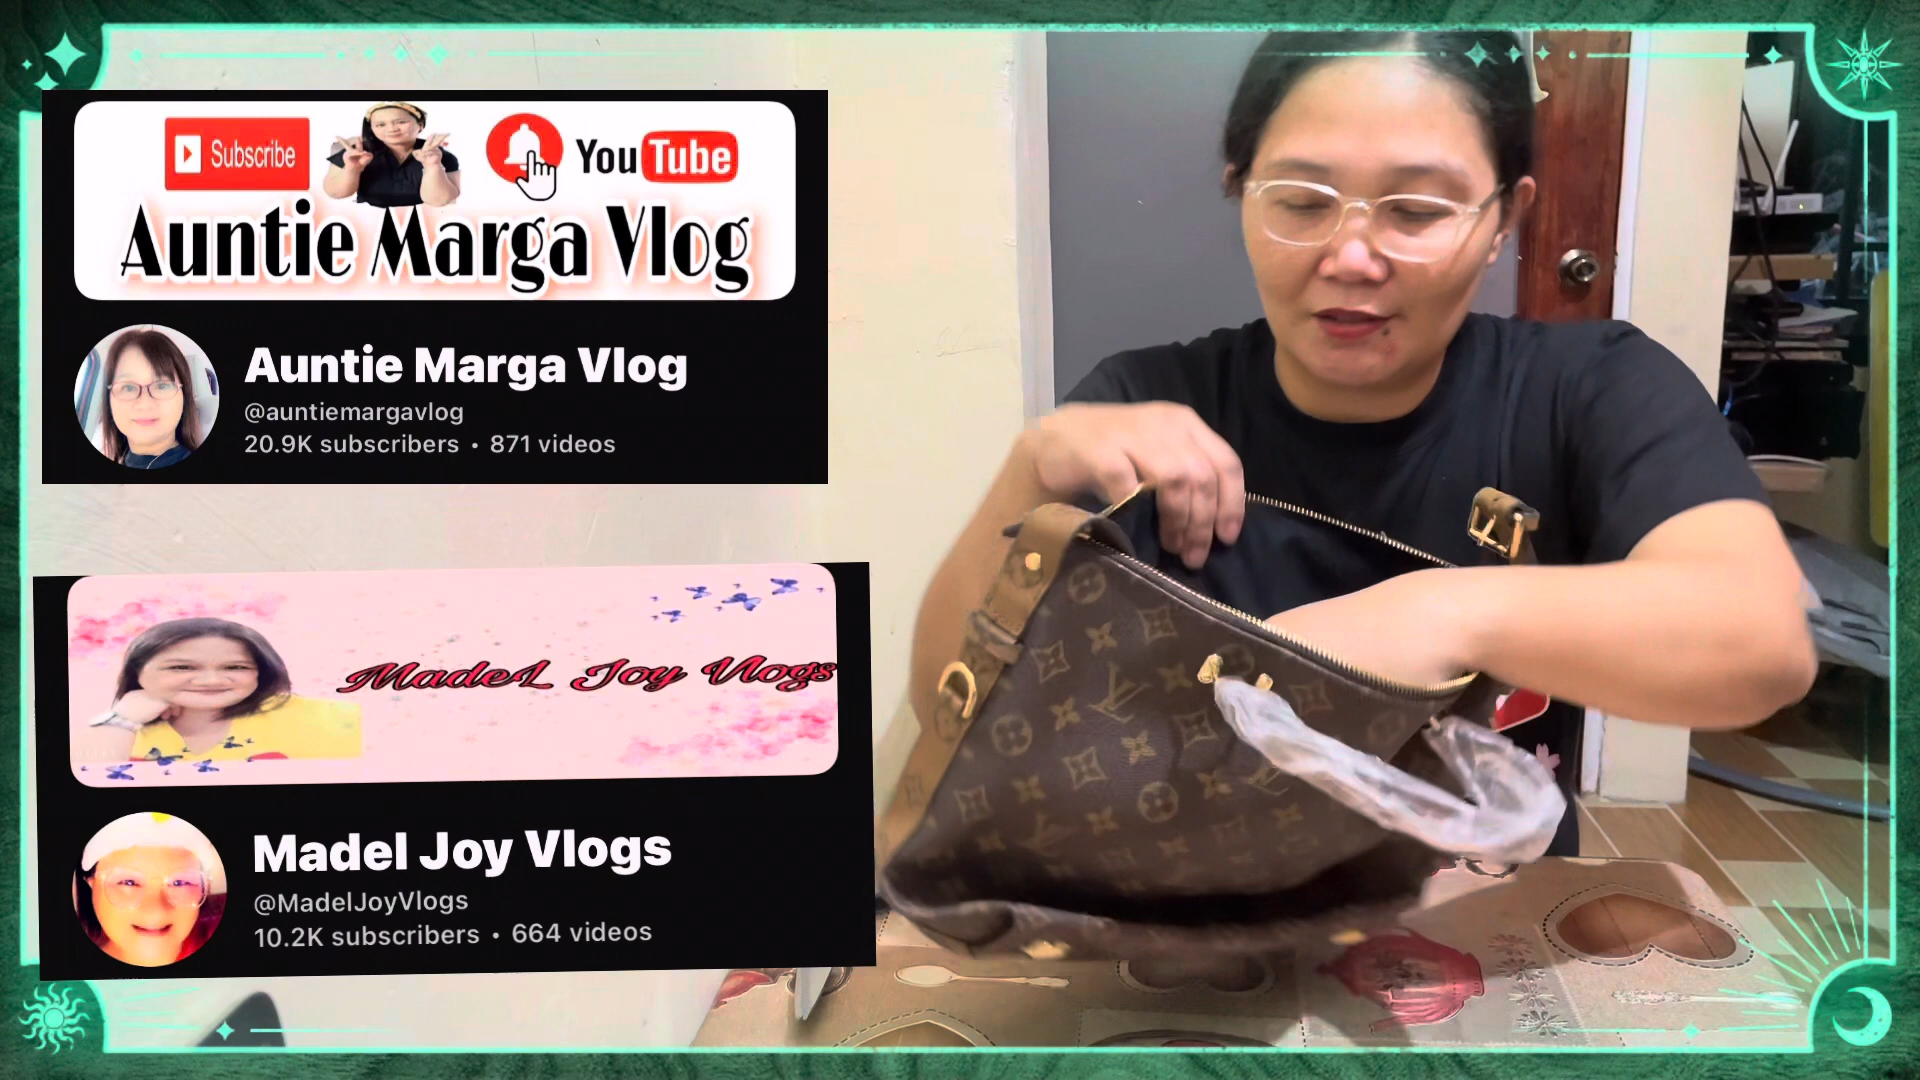 Subscribe
YouTube
Auntie Marga Vlog
Auntie Marga Vlog
@auntiemargavlog
20.9K subscribers • 871 videos
MadeL Joy Vlogs
Madel Joy Vlogs
@MadelJoyVlogs
10.2K subscribers • 664 videos